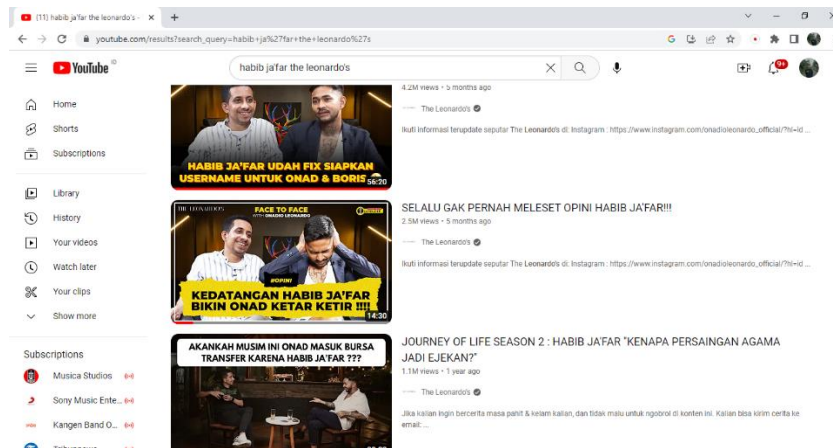 (11) habib ja'far the leonardo's -
youtube.com/results?search_query=habib+ja%27far+the+leonardo%27s
YouTube
habib ja'far the leonardo's
9+
Home
Shorts
Subscriptions
Library
History
Your videos
Watch later
Your clips
Show more
Subscriptions
Musica Studios
Sony Music Ente...
Kangen Band O...
HABIB JA'FAR UDAH FIX SIAPKAN
USERNAME UNTUK ONAD & BORIS
56:20
4.2M views • 5 months ago
The Leonardo's
Ikuti informasi terupdate seputar The Leonardo's di: Instagram : https://www.instagram.com/onadioleonardo_official/?hl=id ...
THE LEONARDO'S
FACE TO FACE
WITH ONADIO LEONARDO
#OPINI
KEDATANGAN HABIB JA'FAR
BIKIN ONAD KETAR KETIR !!!!
14:30
SELALU GAK PERNAH MELESET OPINI HABIB JA'FAR!!!
2.5M views • 5 months ago
The Leonardo's
Ikuti informasi terupdate seputar The Leonardo's di: Instagram : https://www.instagram.com/onadioleonardo_official/?hl=id ...
AKANKAH MUSIM INI ONAD MASUK BURSA
TRANSFER KARENA HABIB JA'FAR ???
JOURNEY OF LIFE SEASON 2 : HABIB JA'FAR "KENAPA PERSAINGAN AGAMA
JADI EJEKAN?"
1.1M views • 1 year ago
The Leonardo's
Jika kalian ingin bercerita masa pahit & kelam kalian, dan tidak malu untuk ngobrol di konten ini. Kalian bisa kirim cerita ke
email: ...